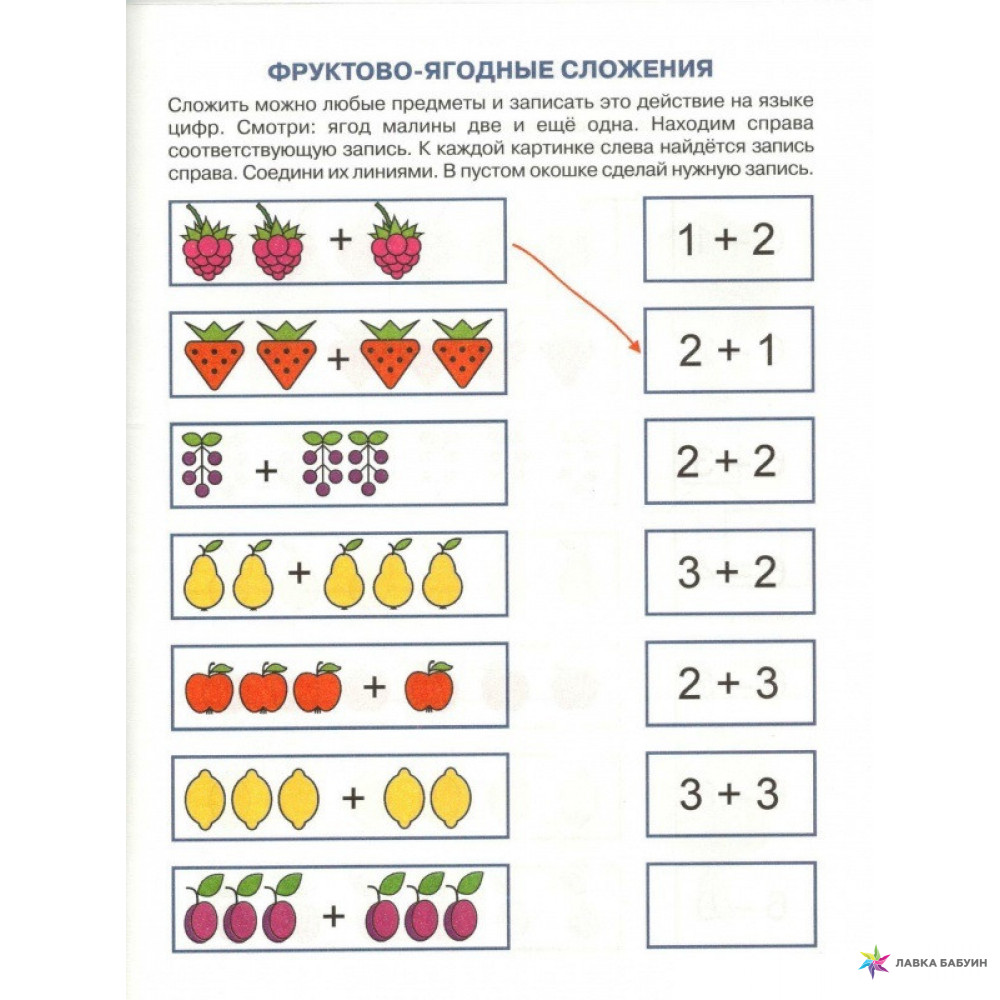 ФРУКТОВО-ЯГОДНЫЕ СЛОЖЕНИЯ
Сложить можно любые предметы и записать это действие на языке
цифр. Смотри: ягод малины две и ещё одна. Находим справа
соответствующую запись. К каждой картинке слева найдётся запись
справа. Соедини их линиями. В пустом окошке сделай нужную запись.
+
1 + 2
+
2 + 1
+
2 + 2
+
3 + 2
+
2 + 3
+
3 + 3
+
ЛАВКА БАБУИН